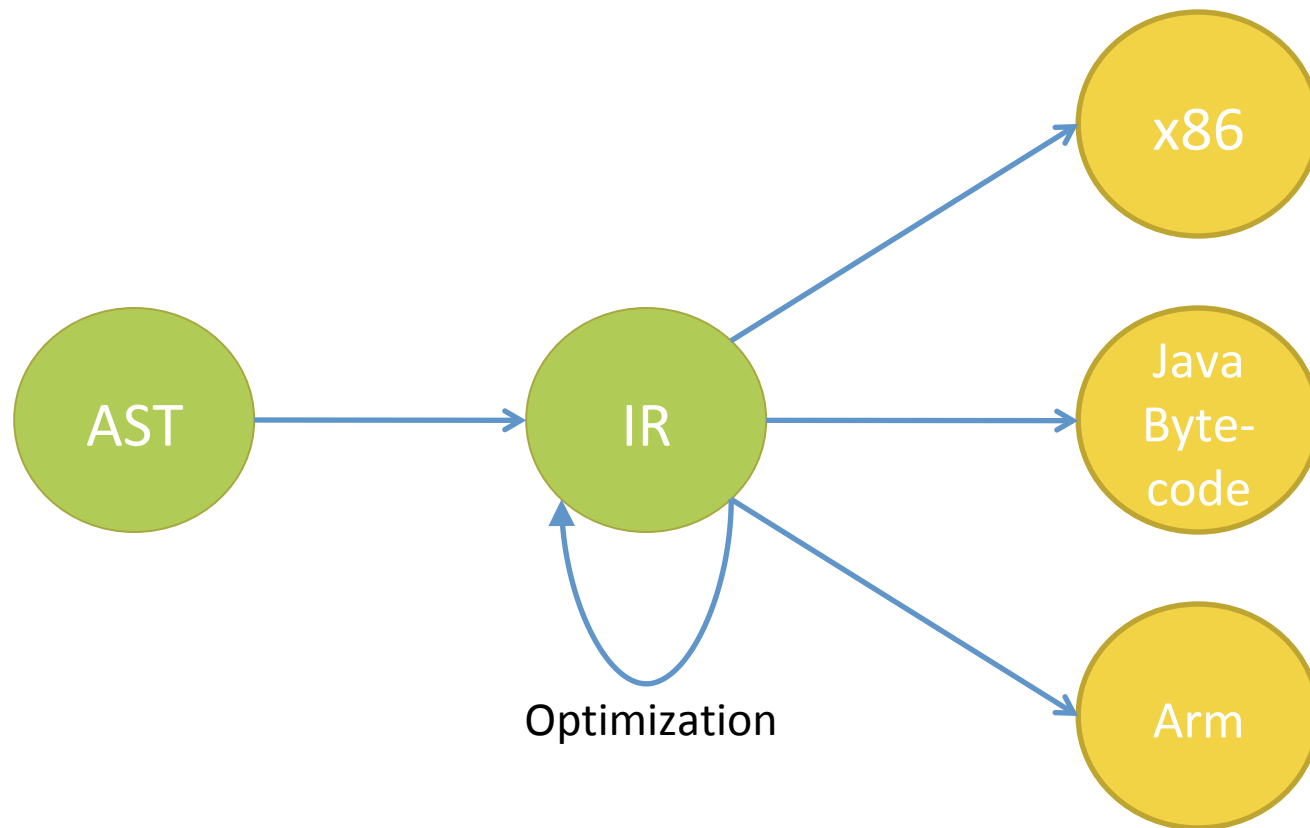 x86
AST
IR
Java
Byte-
code
Optimization
Arm